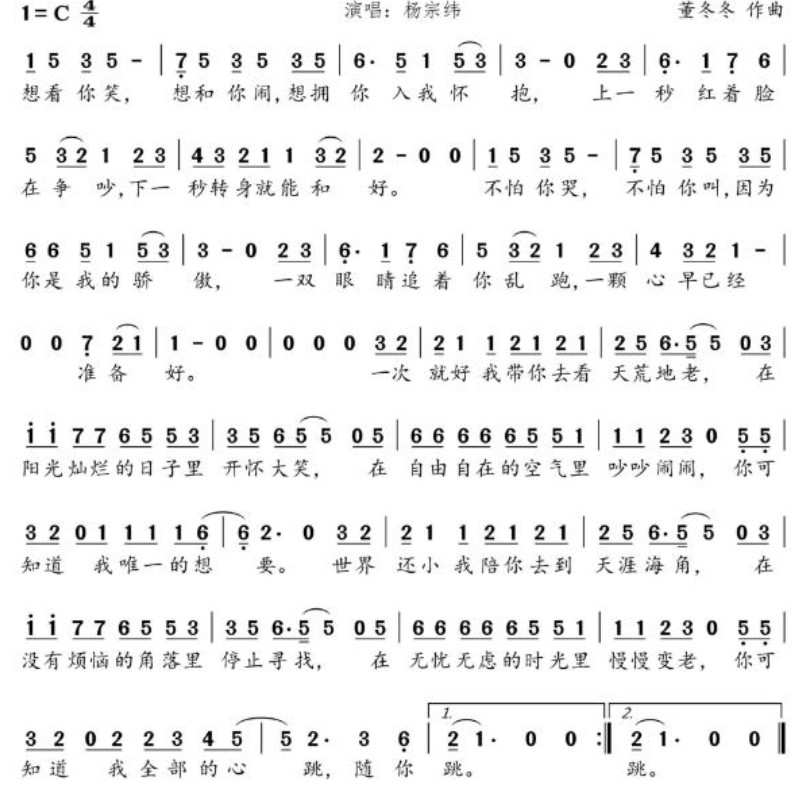 1=C 4/4 演唱：杨宗纬 董冬冬 作曲
1 5 3 5 - | 7 5 3 5 3 5 | 6· 5 1 5 3 | 3 - 0 2 3 | 6· 1 7 6 |
想看你笑， 想和你闹,想拥 你 入我怀 抱， 上一 秒 红着脸
5 3 2 1 2 3 | 4 3 2 1 1 3 2 | 2 - 0 0 | 1 5 3 5 - | 7 5 3 5 3 5 |
在争 吵,下一 秒转身就能和 好。 不怕你哭， 不怕你叫,因为
6 6 5 1 5 3 | 3 - 0 2 3 | 6· 1 7 6 | 5 3 2 1 2 3 | 4 3 2 1 - |
你是我的骄 傲， 一双 眼 睛追着 你乱 跑,一颗 心早已经
0 0 7 2 1 | 1 - 0 0 | 0 0 0 3 2 | 2 1 1 2 1 2 1 | 2 5 6· 5 5 0 3 |
准备 好。 一次 就好我带你去看 天荒地老， 在
1 1 7 7 6 5 5 3 | 3 5 6 5 5 0 5 | 6 6 6 6 6 5 5 1 | 1 1 2 3 0 5 5 |
阳光灿烂的日子里 开怀大笑， 在 自由自在的空气里 吵吵闹闹， 你可
3 2 0 1 1 1 1 6 | 6 2· 0 3 2 | 2 1 1 2 1 2 1 | 2 5 6· 5 5 0 3 |
知道 我唯一的想 要。 世界 还小我陪你去到 天涯海角， 在
1 1 7 7 6 5 5 3 | 3 5 6· 5 5 0 5 | 6 6 6 6 6 5 5 1 | 1 1 2 3 0 5 5 |
没有烦恼的角落里 停止寻找， 在 无忧无虑的时光里 慢慢变老， 你可
1. 2.
3 2 0 2 2 3 4 5 | 5 2· 3 6 | 2 1· 0 0 :| 2 1· 0 0 ‖
知道 我全部的心 跳，随你 跳。 跳。